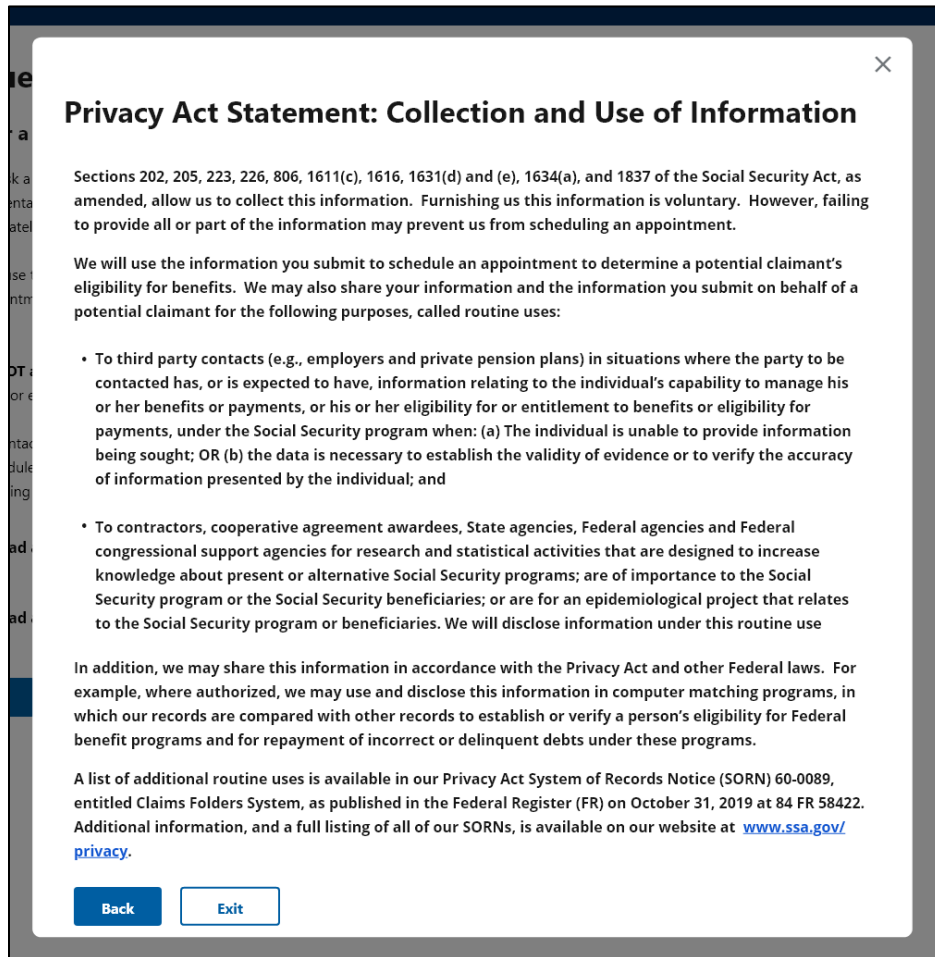 Privacy Act Statement: Collection and Use of Information
Sections 202, 205, 223, 226, 806, 1611(c), 1616, 1631(d) and (e), 1634(a), and 1837 of the Social Security Act, as
amended, allow us to collect this information.  Furnishing us this information is voluntary.  However, failing
to provide all or part of the information may prevent us from scheduling an appointment.
We will use the information you submit to schedule an appointment to determine a potential claimant's
eligibility for benefits.  We may also share your information and the information you submit on behalf of a
potential claimant for the following purposes, called routine uses:
• To third party contacts (e.g., employers and private pension plans) in situations where the party to be
contacted has, or is expected to have, information relating to the individual's capability to manage his
or her benefits or payments, or his or her eligibility for or entitlement to benefits or eligibility for
payments, under the Social Security program when: (a) The individual is unable to provide information
being sought; OR (b) the data is necessary to establish the validity of evidence or to verify the accuracy
of information presented by the individual; and
• To contractors, cooperative agreement awardees, State agencies, Federal agencies and Federal
congressional support agencies for research and statistical activities that are designed to increase
knowledge about present or alternative Social Security programs; are of importance to the Social
Security program or the Social Security beneficiaries; or are for an epidemiological project that relates
to the Social Security program or beneficiaries. We will disclose information under this routine use
In addition, we may share this information in accordance with the Privacy Act and other Federal laws.  For
example, where authorized, we may use and disclose this information in computer matching programs, in
which our records are compared with other records to establish or verify a person's eligibility for Federal
benefit programs and for repayment of incorrect or delinquent debts under these programs.
A list of additional routine uses is available in our Privacy Act System of Records Notice (SORN) 60-0089,
entitled Claims Folders System, as published in the Federal Register (FR) on October 31, 2019 at 84 FR 58422.
Additional information, and a full listing of all of our SORNs, is available on our website at  www.ssa.gov/
privacy.
Back Exit